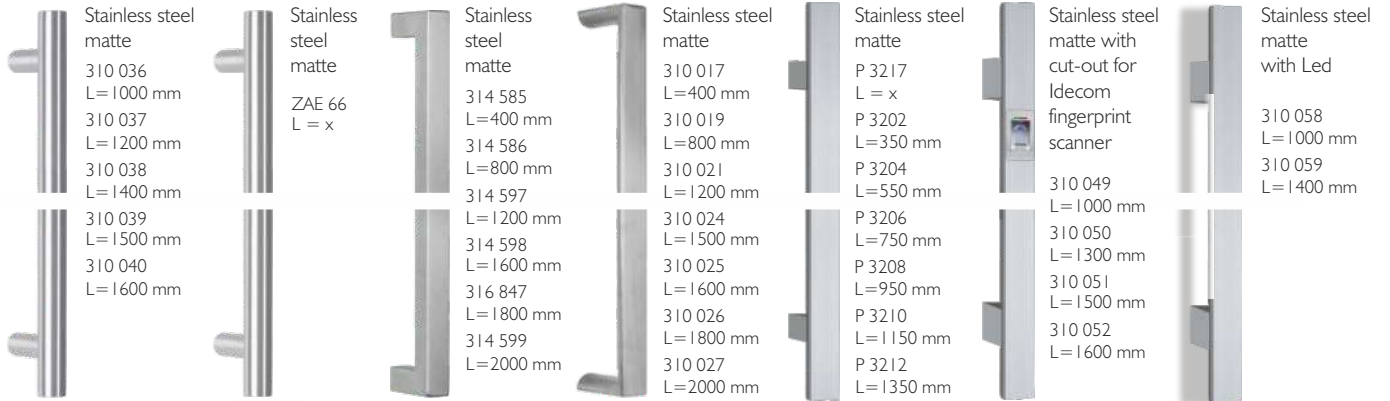 Stainless steel
matte
310 036
L=1000 mm
310 037
L=1200 mm
310 038
L=1400 mm
310 039
L=1500 mm
310 040
L=1600 mm
Stainless
steel
matte
ZAE 66
L = x
Stainless
steel
matte
314 585
L=400 mm
314 586
L=800 mm
314 597
L=1200 mm
314 598
L=1600 mm
316 847
L=1800 mm
314 599
L=2000 mm
Stainless steel
matte
310 017
L=400 mm
310 019
L=800 mm
310 021
L=1200 mm
310 024
L=1500 mm
310 025
L=1600 mm
310 026
L=1800 mm
310 027
L=2000 mm
Stainless steel
matte
P 3217
L = x
P 3202
L=350 mm
P 3204
L=550 mm
P 3206
L=750 mm
P 3208
L=950 mm
P 3210
L=1150 mm
P 3212
L=1350 mm
Stainless steel
matte with
cut-out for
Idecom
fingerprint
scanner
310 049
L=1000 mm
310 050
L=1300 mm
310 051
L=1500 mm
310 052
L=1600 mm
Stainless steel
matte
with Led
310 058
L=1000 mm
310 059
L=1400 mm